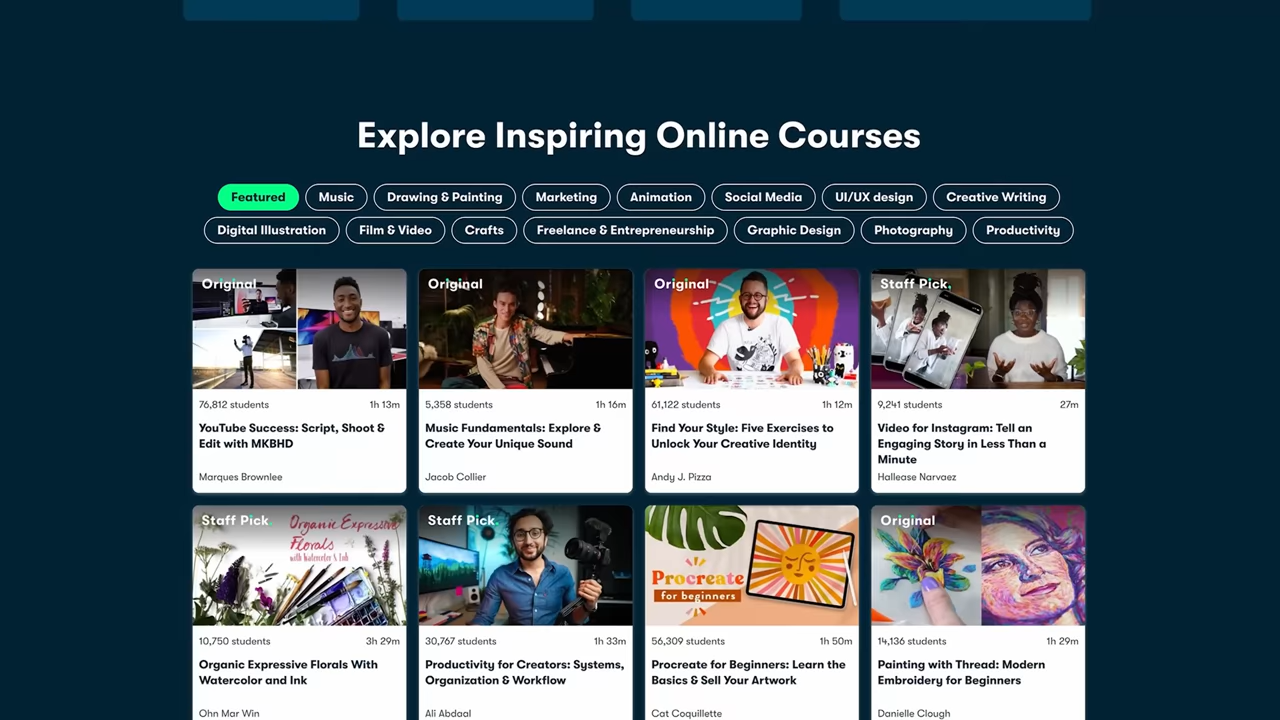 Explore Inspiring Online Courses
Featured Music Drawing & Painting Marketing Animation Social Media UI/UX design Creative Writing
Digital Illustration Film & Video Crafts Freelance & Entrepreneurship Graphic Design Photography Productivity
Original
76,812 students 1h 13m
YouTube Success: Script, Shoot &
Edit with MKBHD
Marques Brownlee
Original
5,358 students 1h 16m
Music Fundamentals: Explore &
Create Your Unique Sound
Jacob Collier
Original
61,122 students 1h 12m
Find Your Style: Five Exercises to
Unlock Your Creative Identity
Andy J. Pizza
Staff Pick.
9,241 students 27m
Video for Instagram: Tell an
Engaging Story in Less Than a
Minute
Hallease Narvaez
Staff Pick.
Organic Expressive
Florals
with Watercolor & Ink
10,750 students 3h 29m
Organic Expressive Florals With
Watercolor and Ink
Ohn Mar Win
Staff Pick.
30,767 students 1h 33m
Productivity for Creators: Systems,
Organization & Workflow
Ali Abdaal
Procreate
for beginners
56,309 students 1h 50m
Procreate for Beginners: Learn the
Basics & Sell Your Artwork
Cat Coquillette
Original
14,136 students 1h 29m
Painting with Thread: Modern
Embroidery for Beginners
Danielle Clough